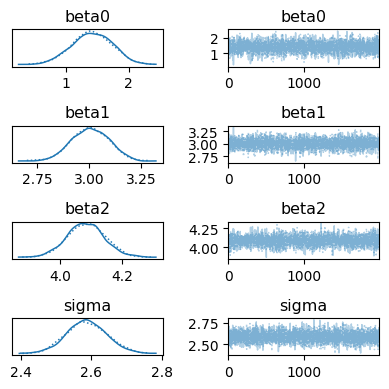 beta0 beta0
2
1
1 2 0 1000
beta1 beta1
3.25
3.00
2.75
2.75 3.00 3.25 0 1000
beta2 beta2
4.25
4.00
4.0 4.2 0 1000
sigma sigma
2.75
2.50
2.4 2.6 2.8 0 1000